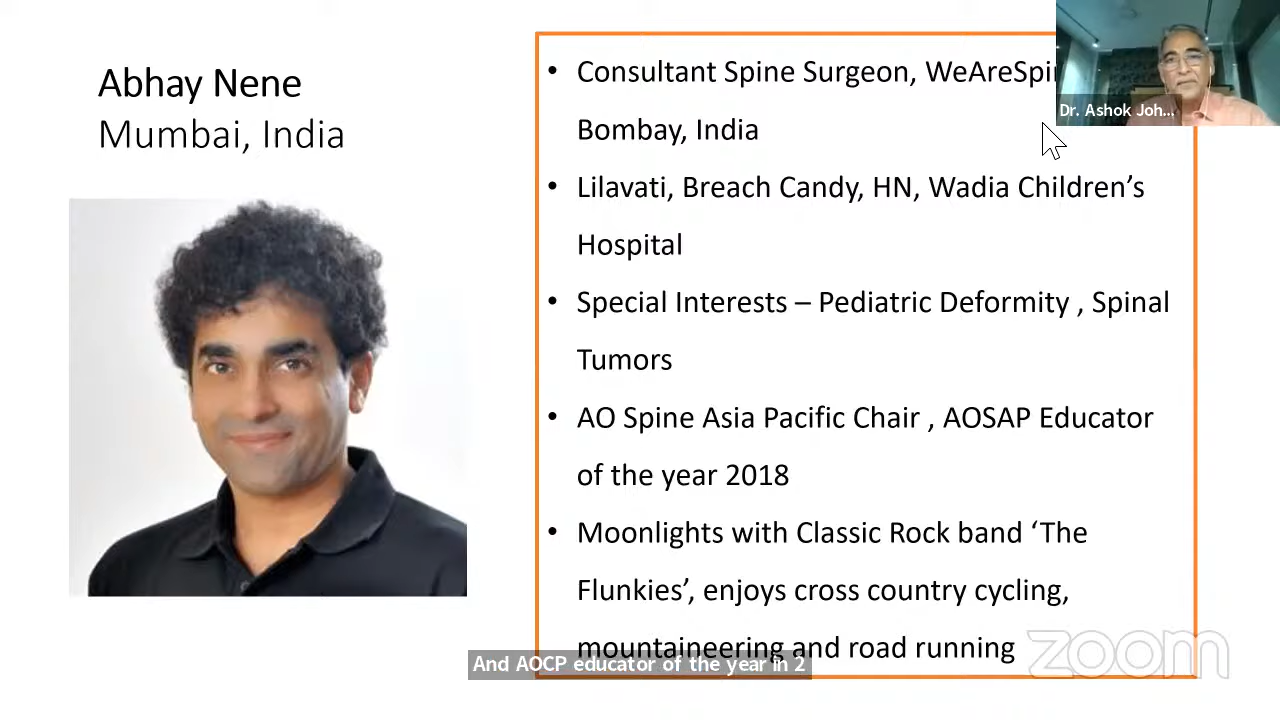 Abhay Nene
Mumbai, India
• Consultant Spine Surgeon,
Bombay, India
• Lilavati, Breach Candy, HN, Wadia Children’s
Hospital
• Special Interests – Pediatric Deformity , Spinal
Tumors
• AO Spine Asia Pacific Chair , AOSAP Educator
of the year 2018
• Moonlights with Classic Rock band ‘The
Flunkies’, enjoys cross country cycling,
mountaineering and road running
Dr. Ashok Joh...
And AOCP educator of the year in 2
zoom